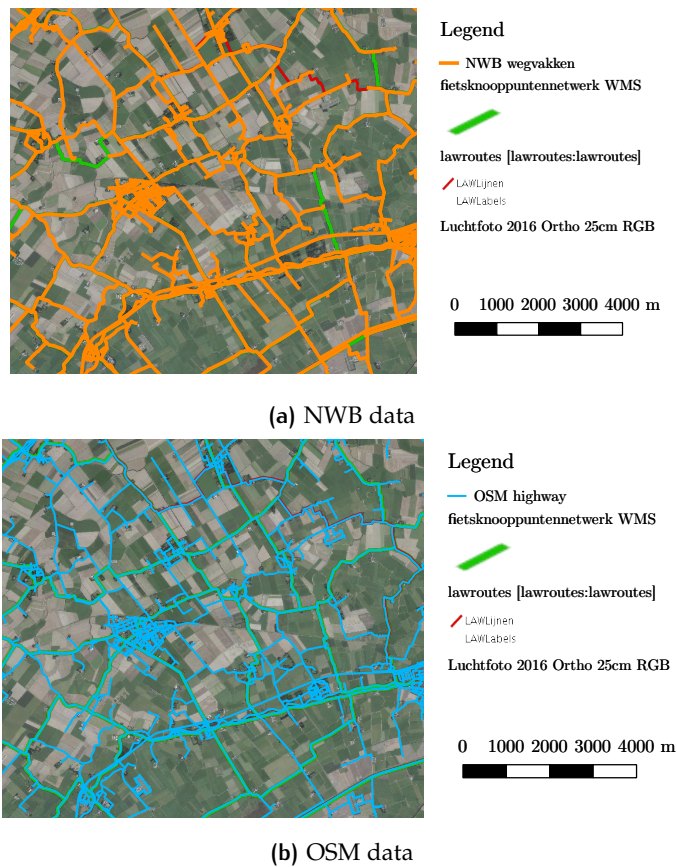 Legend
NWB wegvakken
fietsknooppuntennetwerk WMS
lawroutes [lawroutes:lawroutes]
LAWLijnen
LAWLabels
Luchtfoto 2016 Ortho 25cm RGB
0 1000 2000 3000 4000 m
(a) NWB data
Legend
OSM highway
fietsknooppuntennetwerk WMS
lawroutes [lawroutes:lawroutes]
LAWLijnen
LAWLabels
Luchtfoto 2016 Ortho 25cm RGB
0 1000 2000 3000 4000 m
(b) OSM data